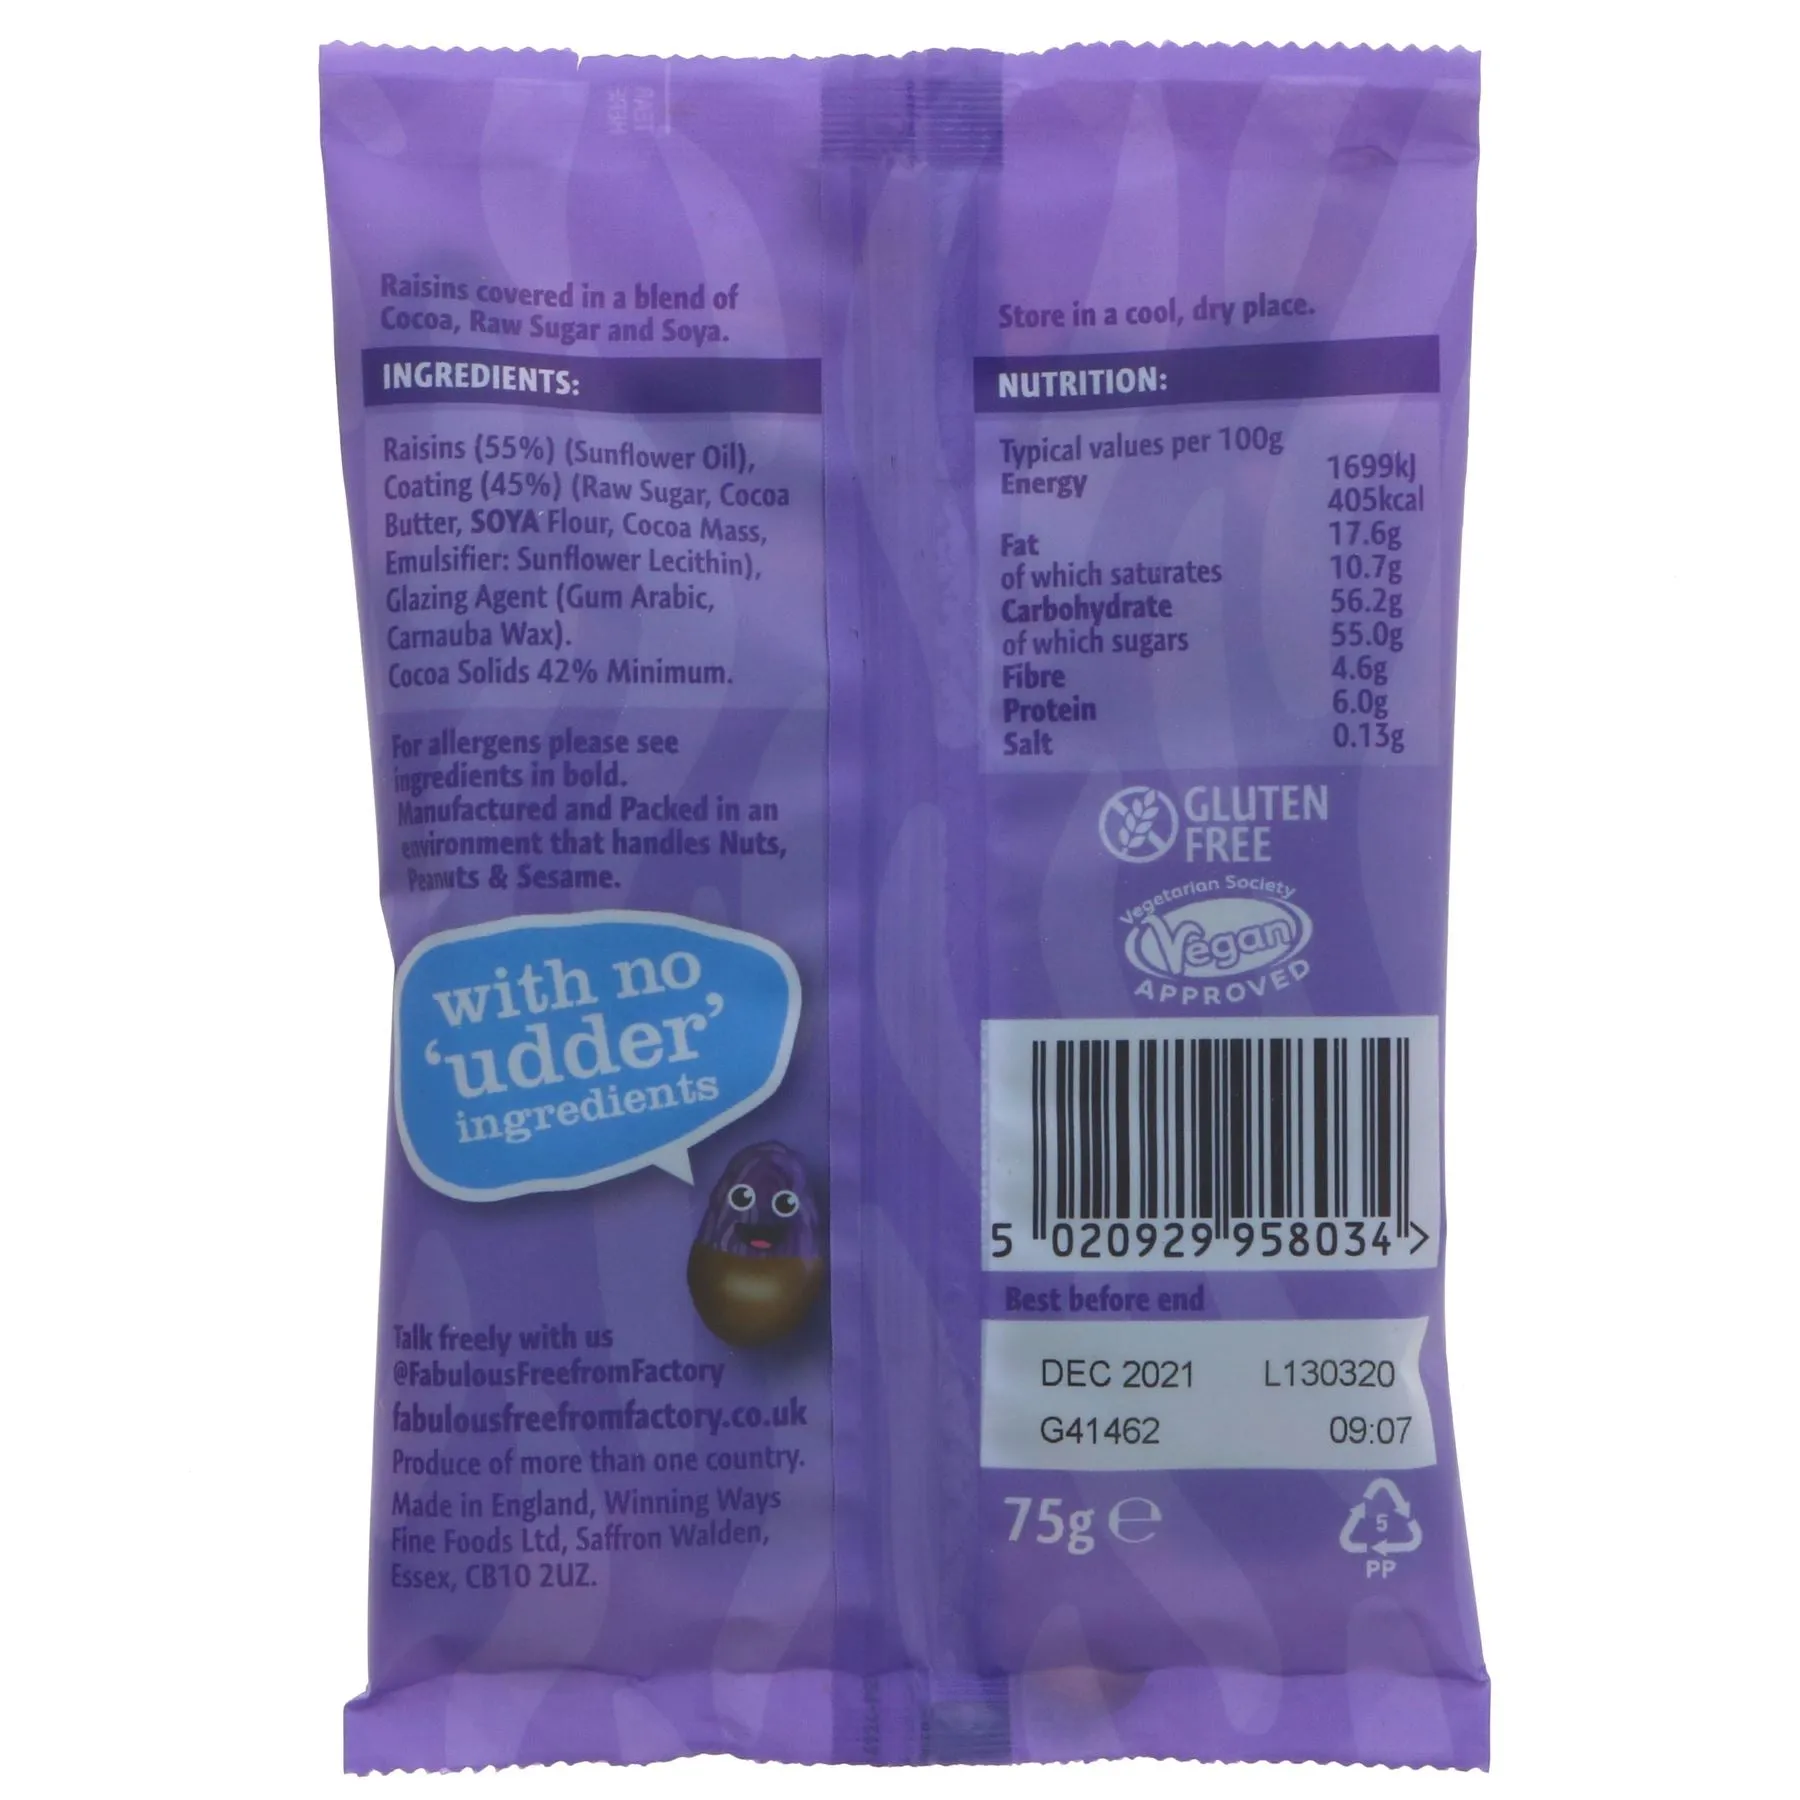 TEAR
HERE
Raisins covered in a blend of
Cocoa, Raw Sugar and Soya.
INGREDIENTS:
Raisins (55%) (Sunflower Oil),
Coating (45%) (Raw Sugar, Cocoa
Butter, SOYA Flour, Cocoa Mass,
Emulsifier: Sunflower Lecithin),
Glazing Agent (Gum Arabic,
Carnauba Wax).
Cocoa Solids 42% Minimum.
For allergens please see
ingredients in bold.
Manufactured and Packed in an
environment that handles Nuts,
Peanuts & Sesame.
with no
‘udder’
ingredients
Talk freely with us
@FabulousFreefromFactory
fabulousfreefromfactory.co.uk
Produce of more than one country.
Made in England, Winning Ways
Fine Foods Ltd, Saffron Walden,
Essex, CB10 2UZ.
Store in a cool, dry place.
NUTRITION:
Typical values per 100g
Energy 1699kJ
405kcal
Fat 17.6g
of which saturates 10.7g
Carbohydrate 56.2g
of which sugars 55.0g
Fibre 4.6g
Protein 6.0g
Salt 0.13g
GLUTEN
FREE
Vegetarian Society
Vegan
APPROVED
5 020929 958034 >
Best before end
DEC 2021 L130320
G41462 09:07
75g ℮
5
PP